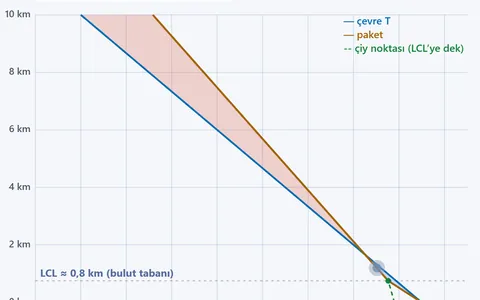 10 km
— çevre T
— paket
-- çiy noktası (LCL'ye dek)
8 km
6 km
4 km
2 km
LCL ≈ 0,8 km (bulut tabanı)